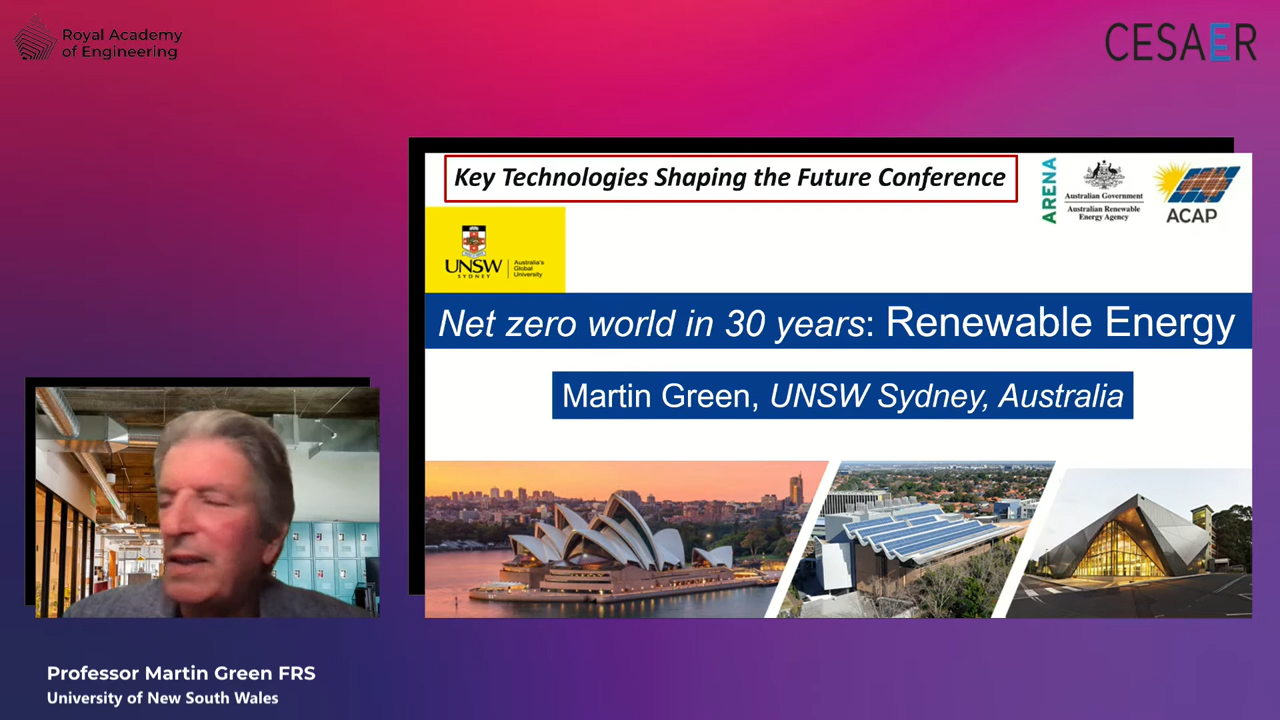 Royal Academy
of Engineering
CESAER
Key Technologies Shaping the Future Conference
ARENA
Australian Government
Australian Renewable
Energy Agency
ACAP
UNSW
SYDNEY
Australia's
Global
University
Net zero world in 30 years: Renewable Energy
Martin Green, UNSW Sydney, Australia
Professor Martin Green FRS
University of New South Wales